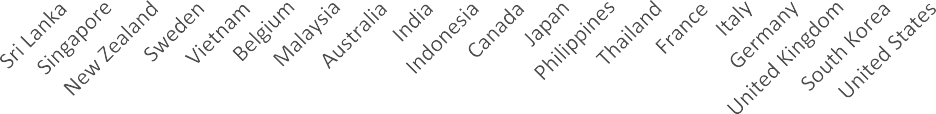 Sri Lanka
Singapore
New Zealand
Sweden
Vietnam
Belgium
Malaysia
Australia
India
Indonesia
Canada
Japan
Philippines
Thailand
France
Italy
Germany
United Kingdom
South Korea
United States